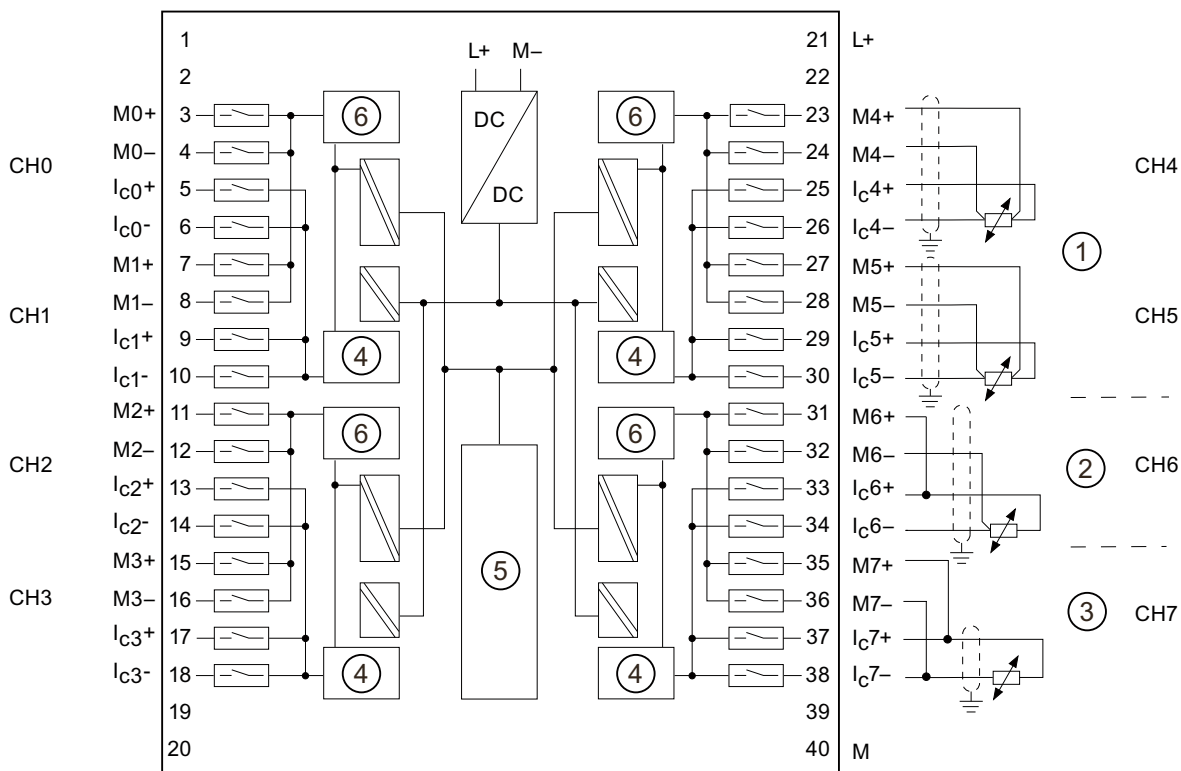 1 21 L+
L+ M–
2 22
M0+ 3 6 DC 6 23 M4+
CH0 M0– 4 24 M4– CH4
Ic0+ 5 DC 25 Ic4+
Ic0- 6 26 Ic4–
1
M1+ 7 27 M5+
CH1 M1– 8 28 M5– CH5
Ic1+ 9 4 4 29 Ic5+
Ic1- 10 30 Ic5–
M2+ 11 6 6 31 M6+
CH2 M2– 12 32 M6– 2 CH6
Ic2+ 13 33 Ic6+
Ic2- 14 34 Ic6–
M3+ 15 5 35 M7+
CH3 M3– 16 36 M7– 3 CH7
Ic3+ 17 37 Ic7+
Ic3- 18 4 4 38 Ic7–
19 39
20 40 M